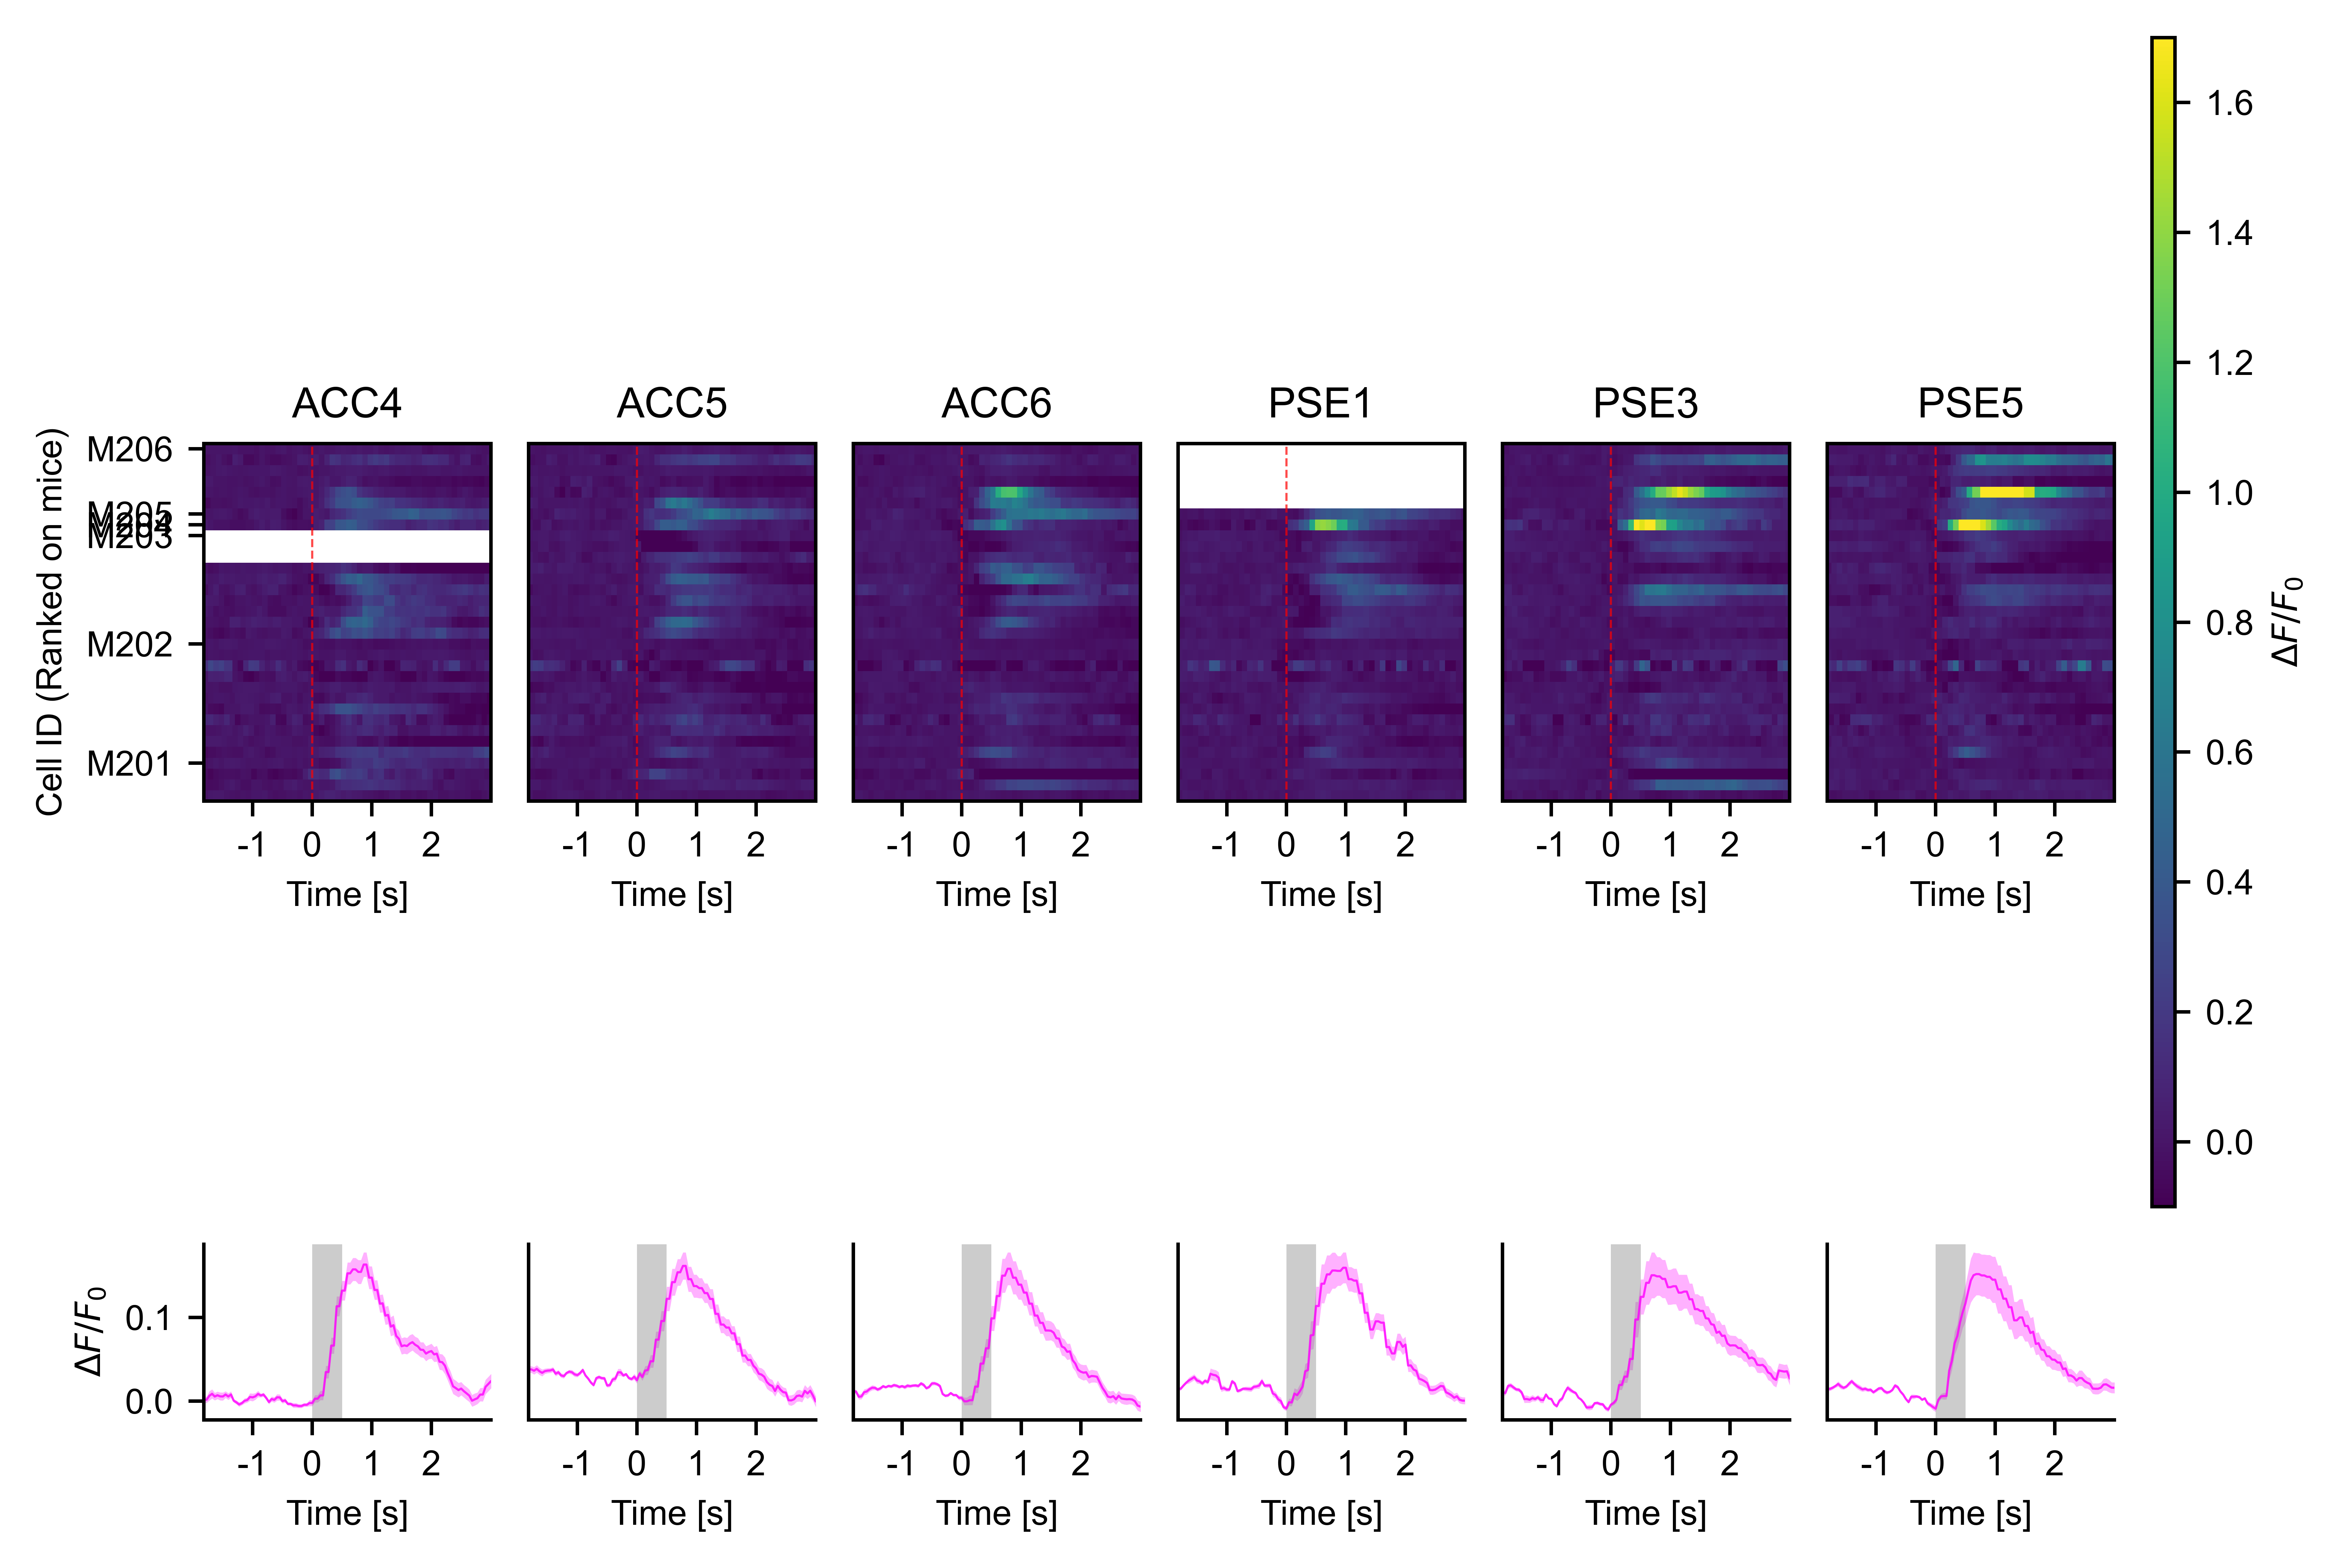 ACC4
ACC5
ACC6
PSE1
PSE3
PSE5
Cell ID (Ranked on mice)
M206
M205
M203
M202
M201
-1 0 1 2
-1 0 1 2
-1 0 1 2
-1 0 1 2
-1 0 1 2
-1 0 1 2
Time [s]
Time [s]
Time [s]
Time [s]
Time [s]
Time [s]
1.6
1.4
1.2
1.0
0.8
0.6
0.4
0.2
0.0
ΔF/F₀
ΔF/F₀
0.1
0.0
-1 0 1 2
-1 0 1 2
-1 0 1 2
-1 0 1 2
-1 0 1 2
-1 0 1 2
Time [s]
Time [s]
Time [s]
Time [s]
Time [s]
Time [s]